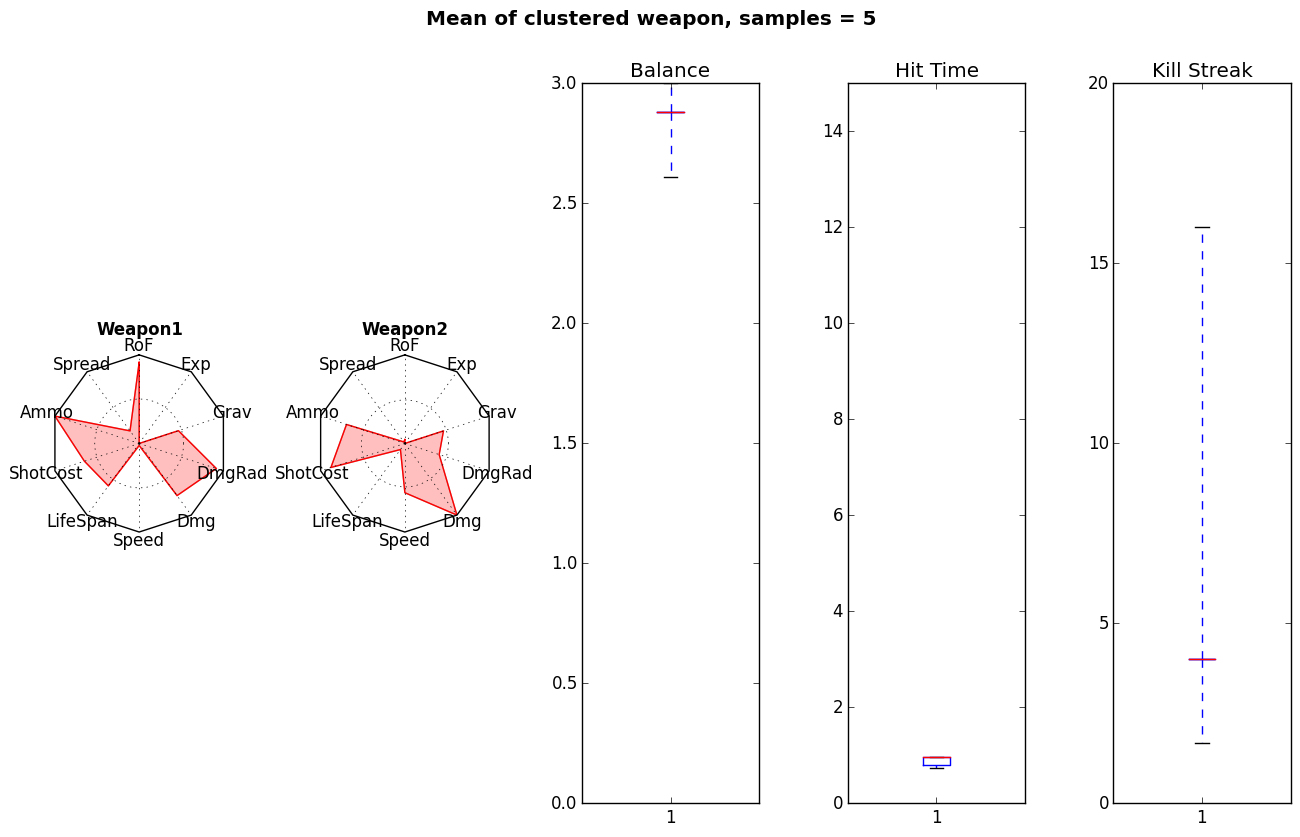 Mean of clustered weapon, samples = 5
Weapon1
RoF
Spread
Exp
Ammo
Grav
ShotCost
DmgRad
LifeSpan
Dmg
Speed
Weapon2
RoF
Spread
Exp
Ammo
Grav
ShotCost
DmgRad
LifeSpan
Dmg
Speed
Balance
3.0
2.5
2.0
1.5
1.0
0.5
0.0
1
Hit Time
14
12
10
8
6
4
2
0
1
Kill Streak
20
15
10
5
0
1